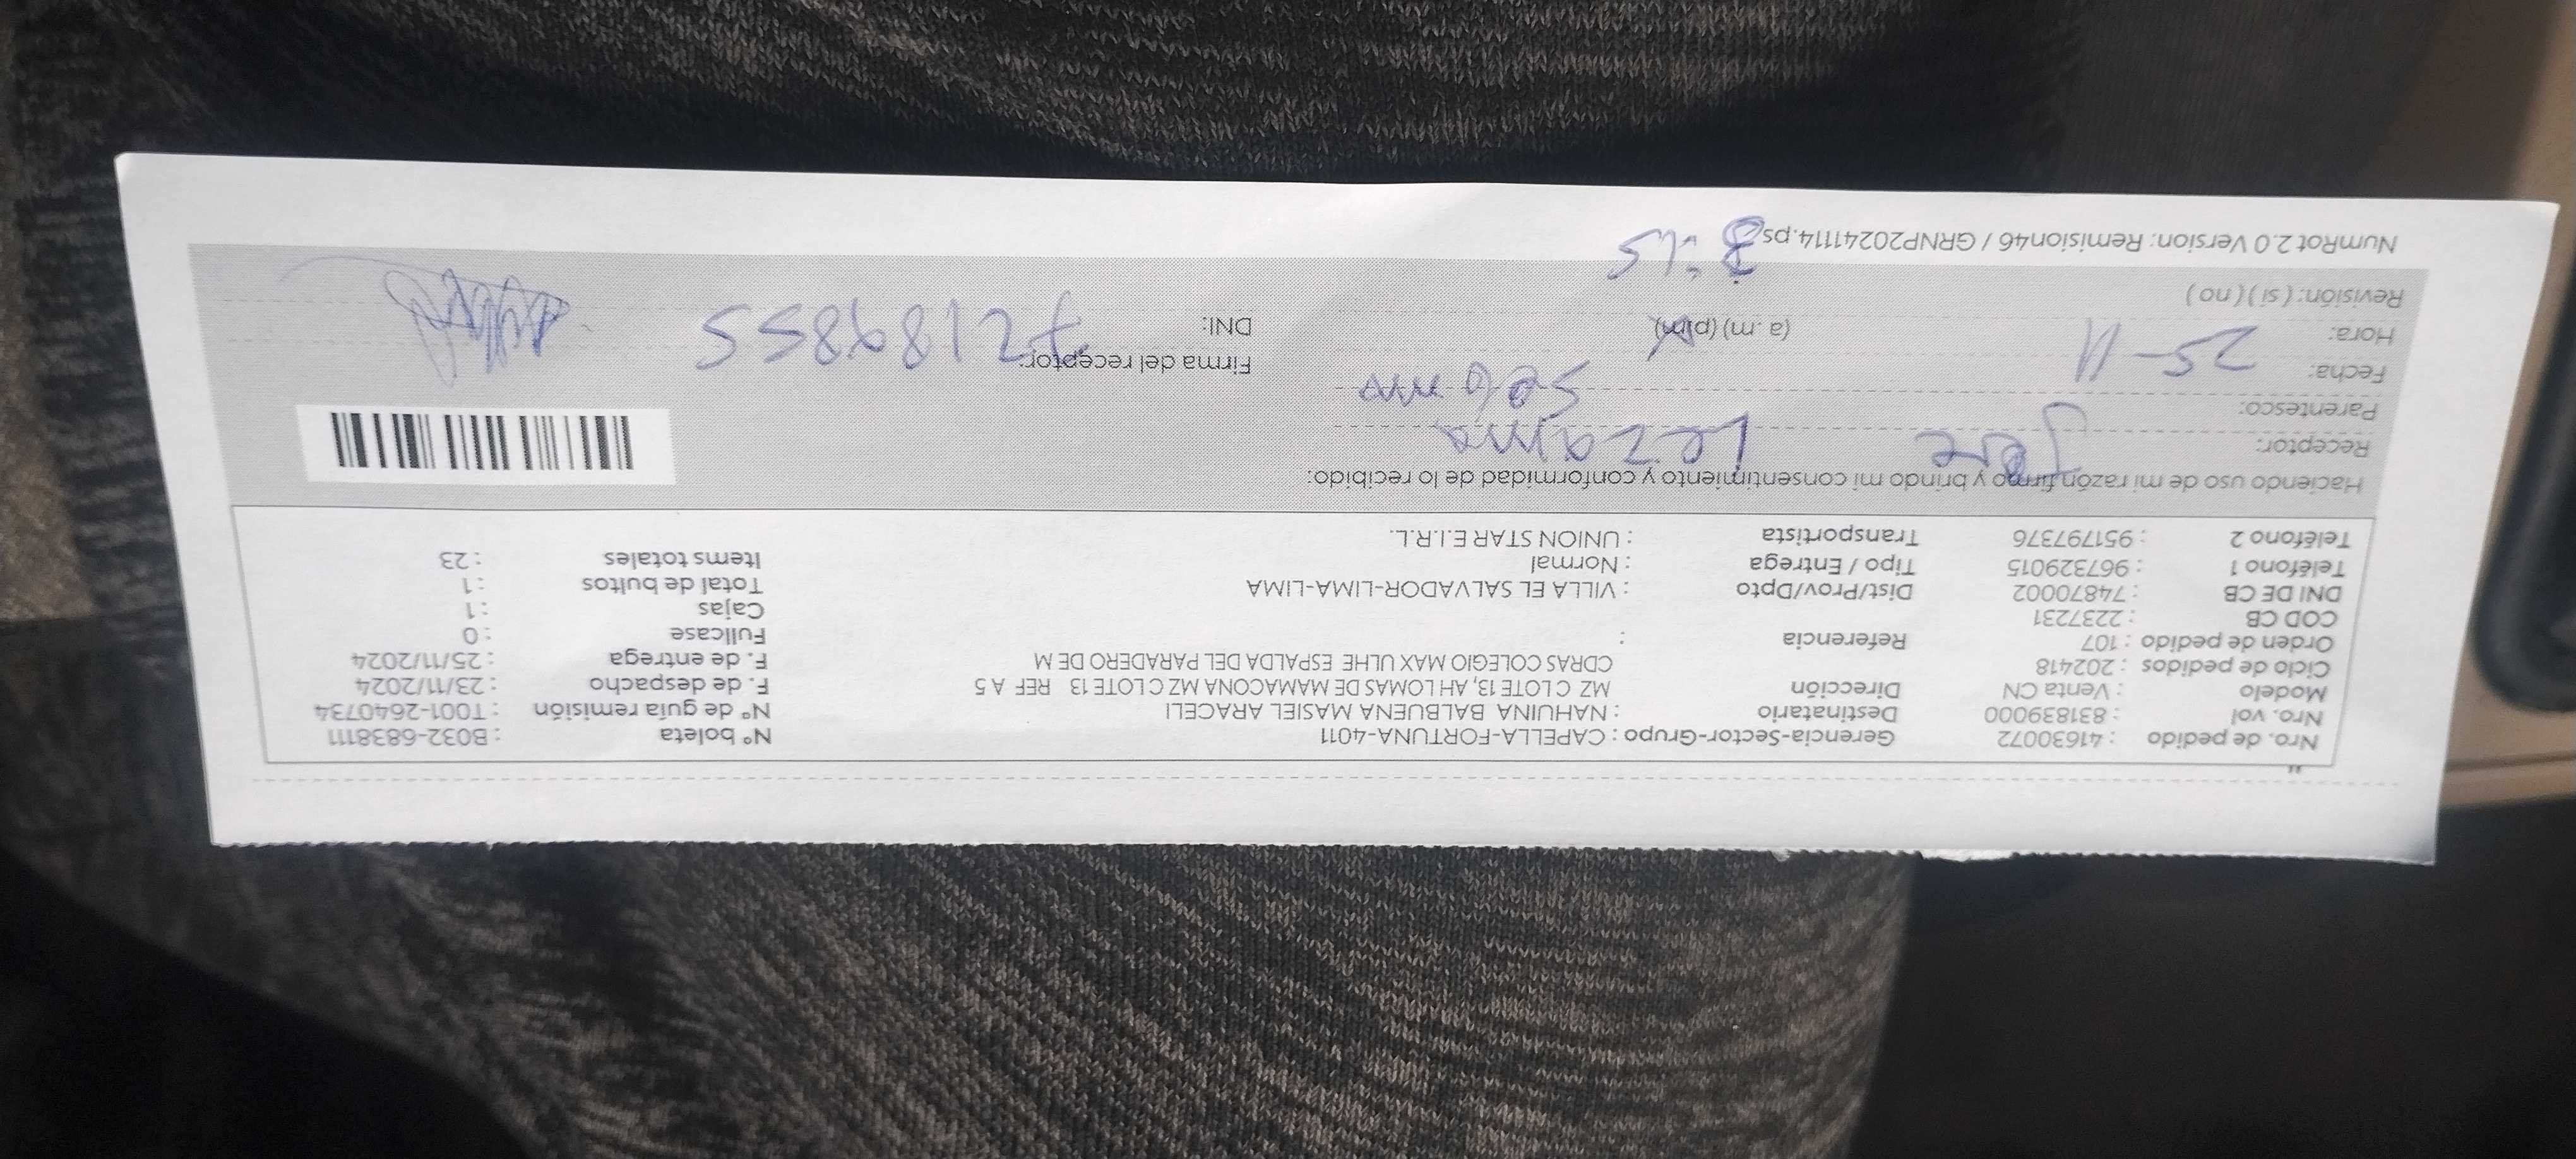 Nro. de pedido : 41630072 Gerencia-Sector-Grupo : CAPELLA-FORTUNA-4011 Nº boleta : B032-6838111
Nro. vol : 831839000 Destinatario : NAHUINA BALBUENA MASIEL ARACELI Nº de guía remisión : T001-2640734
Modelo : Venta CN Dirección MZ C LOTE 13, AH LOMAS DE MAMACONA MZ C LOTE 13 REF A 5 F. de despacho : 23/11/2024
Ciclo de pedidos : 202418 CDRAS COLEGIO MAX ULHE ESPALDA DEL PARADERO DE M F. de entrega : 25/11/2024
Orden de pedido : 107 Referencia : Fullcase : 0
COD CB : 2237231 Cajas : 1
DNI DE CB : 74870002 Dist/Prov/Dpto : VILLA EL SALVADOR-LIMA-LIMA Total de bultos : 1
Teléfono 1 : 967329015 Tipo / Entrega : Normal Items totales : 23
Teléfono 2 : 951797376 Transportista : UNION STAR E.I.R.L.
Haciendo uso de mi razón firmo y brindo mi consentimiento y conformidad de lo recibido:
Receptor: Lezama
Parentesco:
Fecha: 25-11 Firma del receptor:
Hora: (a.m) (p.m) DNI: 72189855
Revisión: (si) (no)
NumRot 2.0 Version: Remision46 / GRNP20241114.ps